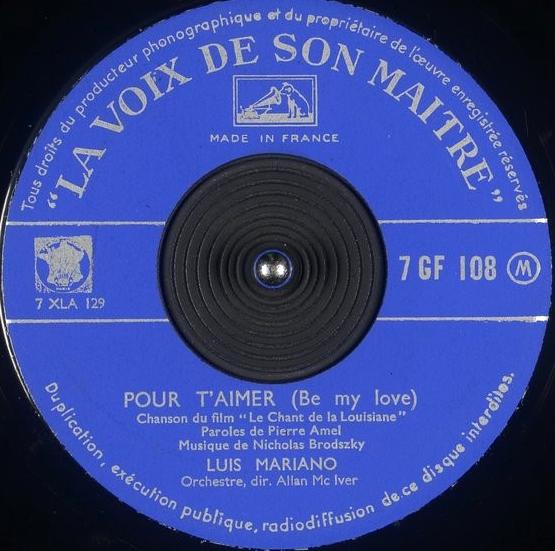 Tous droits du producteur phonographique et du propriétaire de l'œuvre enregistrée réservés
"LA VOIX DE SON MAITRE"
MADE IN FRANCE
7 XLA 129
7 GF 108 M
POUR T'AIMER (Be my love)
Chanson du film "Le Chant de la Louisiane"
Paroles de Pierre Amel
Musique de Nicholas Brodszky
LUIS MARIANO
Orchestre, dir. Allan Mc Iver
Duplication, exécution publique, radiodiffusion de ce disque interdites.